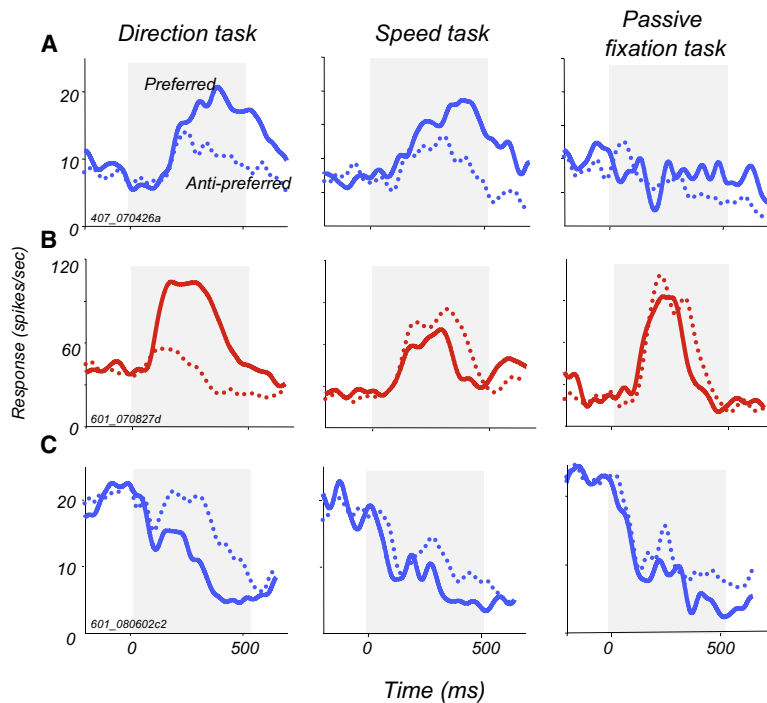 Direction task
Speed task
Passive
fixation task
A
20
10
0
Preferred
Anti-preferred
407_070426a
B
120
60
0
601_070827d
Response (spikes/sec)
C
20
10
0
601_080602c2
0
500
0
500
0
500
Time (ms)